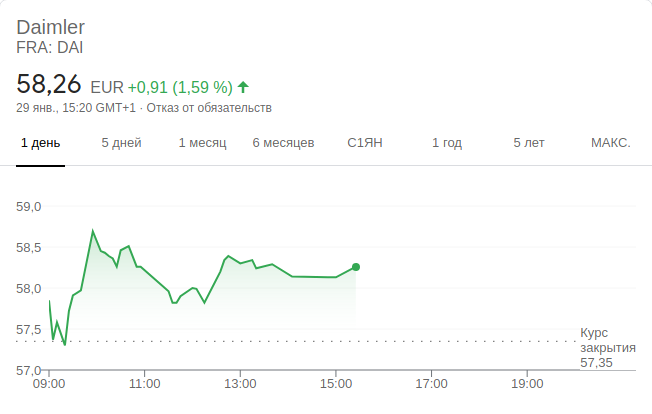 Daimler
FRA: DAI
58,26 EUR +0,91 (1,59 %)
29 янв., 15:20 GMT+1 · Отказ от обязательств
1 день 5 дней 1 месяц 6 месяцев С1ЯН 1 год 5 лет МАКС.
59,0
58,5
58,0
57,5
57,0
Курс
закрытия
57,35
09:00 11:00 13:00 15:00 17:00 19:00